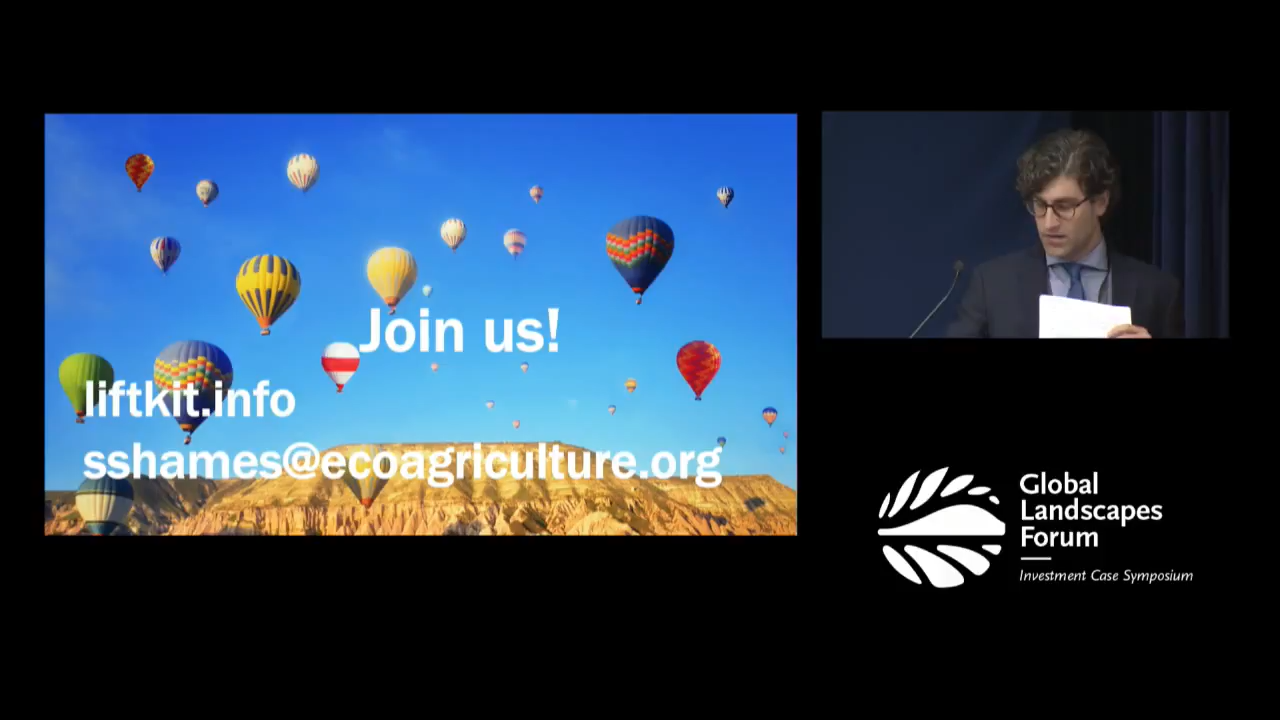 Join us!
liftkit.info
sshames@ecoagriculture.org
Global
Landscapes
Forum
Investment Case Symposium